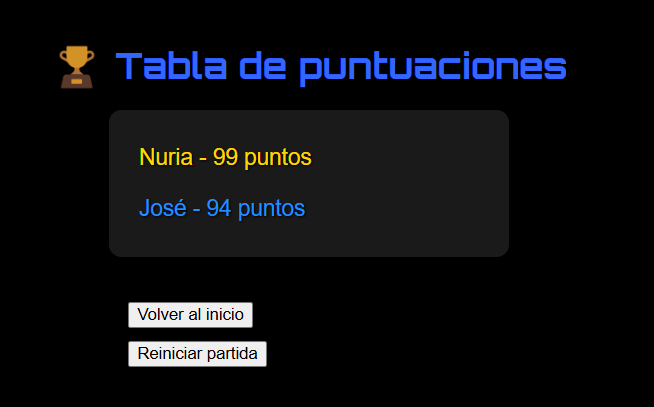 Tabla de puntuaciones
Nuria - 99 puntos
José - 94 puntos
Volver al inicio
Reiniciar partida